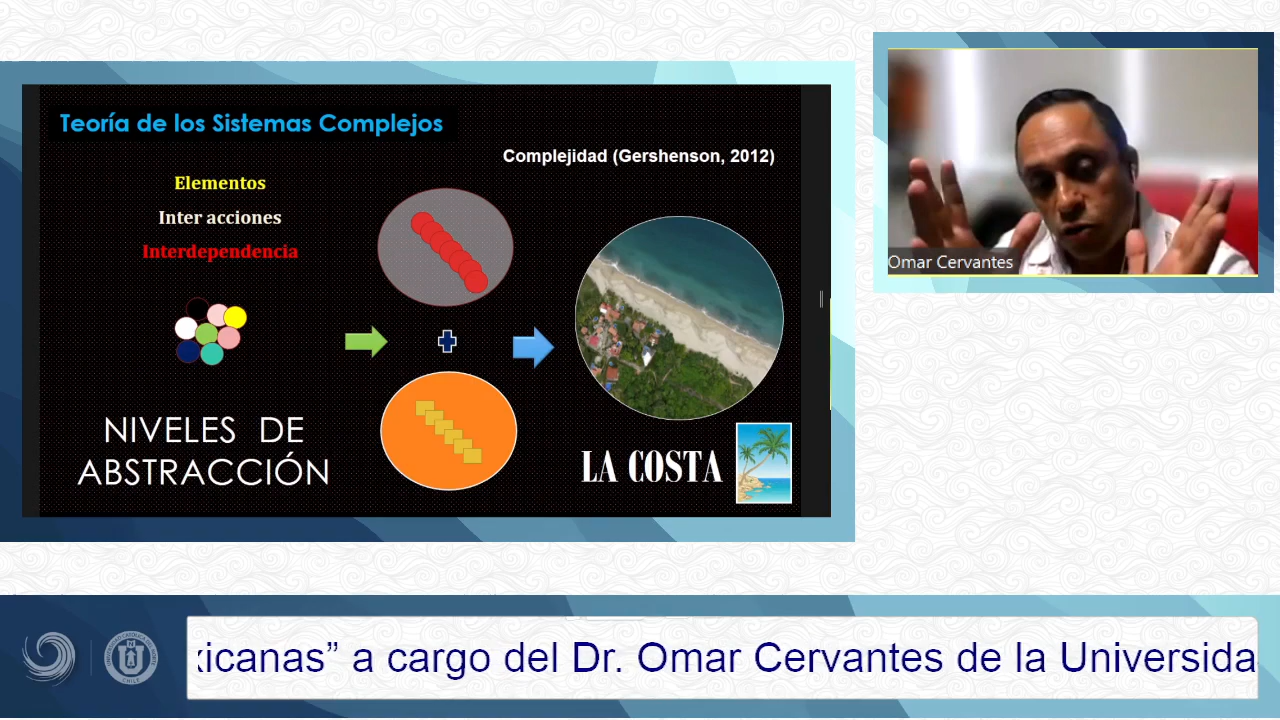 Teoría de los Sistemas Complejos
Complejidad (Gershenson, 2012)
Elementos
Inter acciones
Interdependencia
NIVELES DE
ABSTRACCIÓN
LA COSTA
Omar Cervantes
xicanas” a cargo del Dr. Omar Cervantes de la Universida